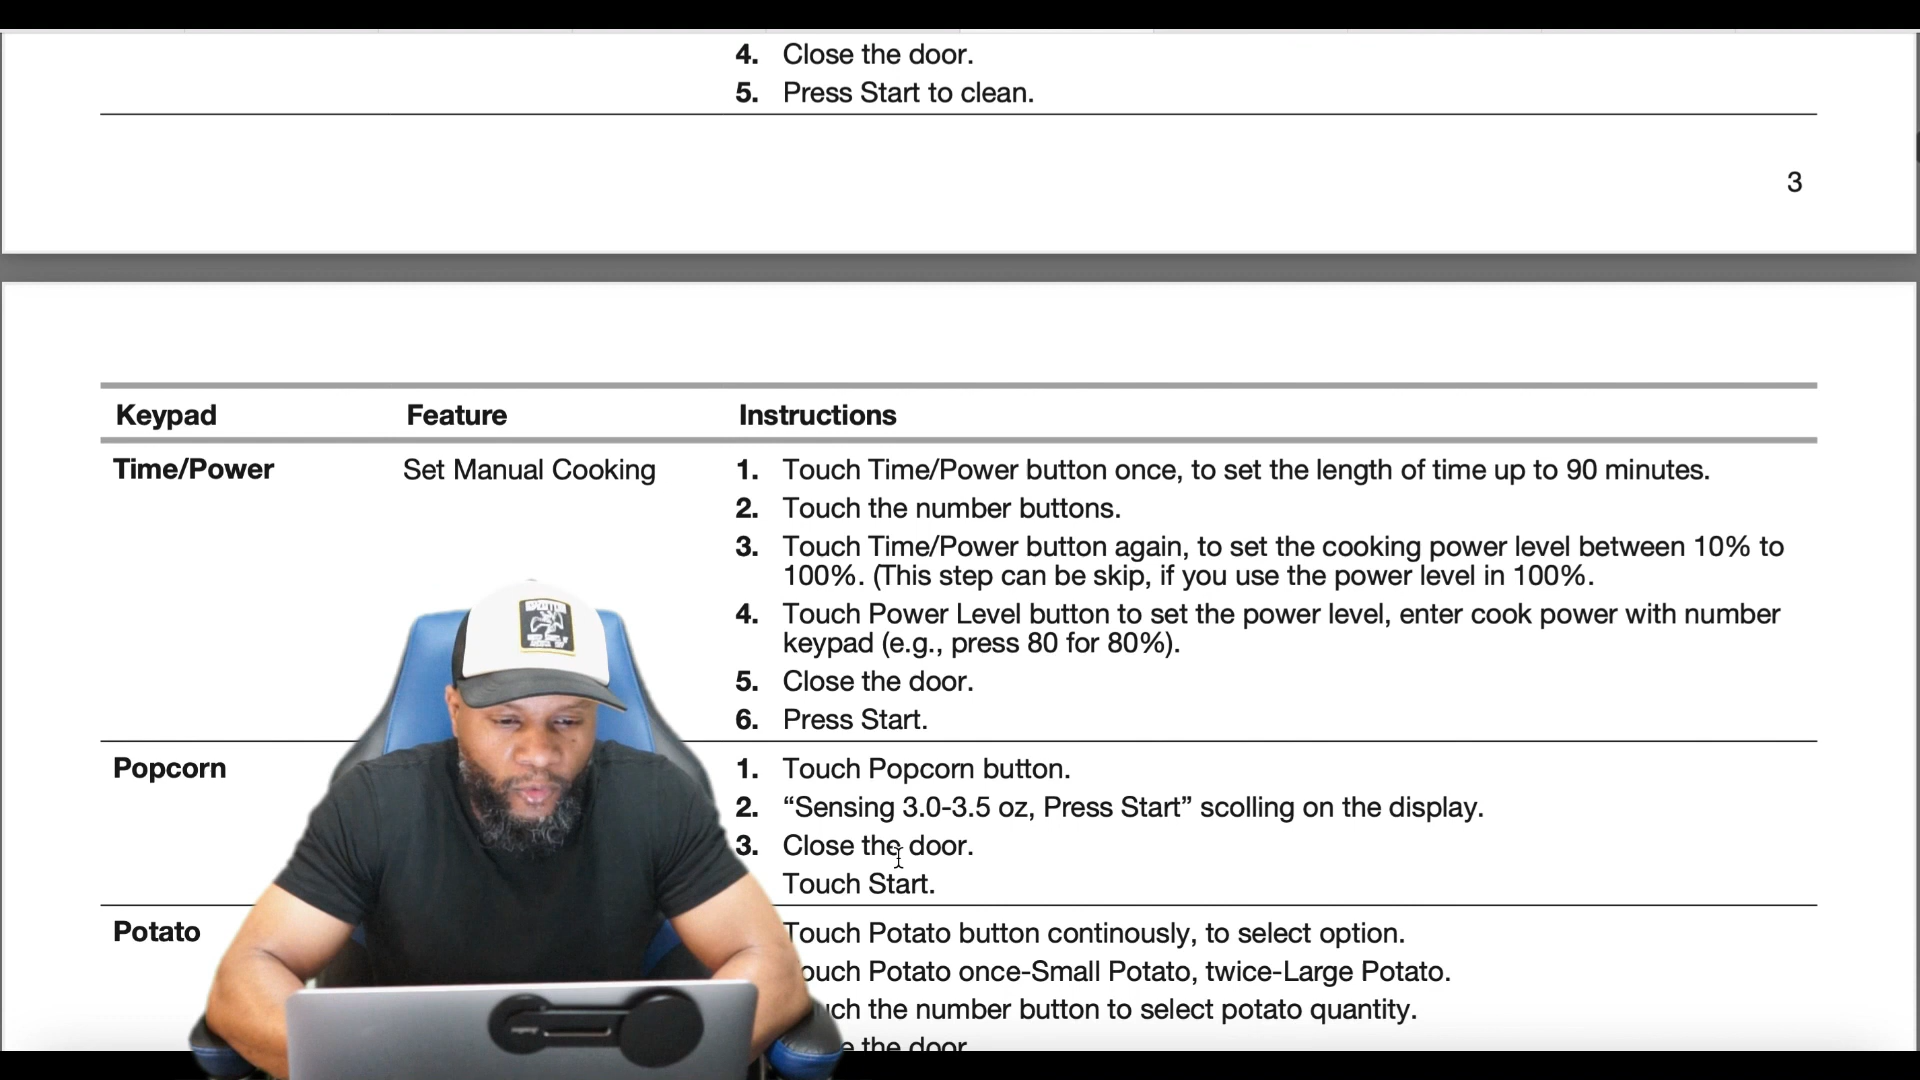 4. Close the door.
5. Press Start to clean.
3
Keypad Feature Instructions
Time/Power Set Manual Cooking 1. Touch Time/Power button once, to set the length of time up to 90 minutes.
2. Touch the number buttons.
3. Touch Time/Power button again, to set the cooking power level between 10% to
100%. (This step can be skip, if you use the power level in 100%.
4. Touch Power Level button to set the power level, enter cook power with number
keypad (e.g., press 80 for 80%).
5. Close the door.
6. Press Start.
Popcorn 1. Touch Popcorn button.
2. “Sensing 3.0-3.5 oz, Press Start” scolling on the display.
3. Close the door.
Touch Start.
Potato Touch Potato button continously, to select option.
Potato once-Small Potato, twice-Large Potato.
the number button to select potato quantity.
the door